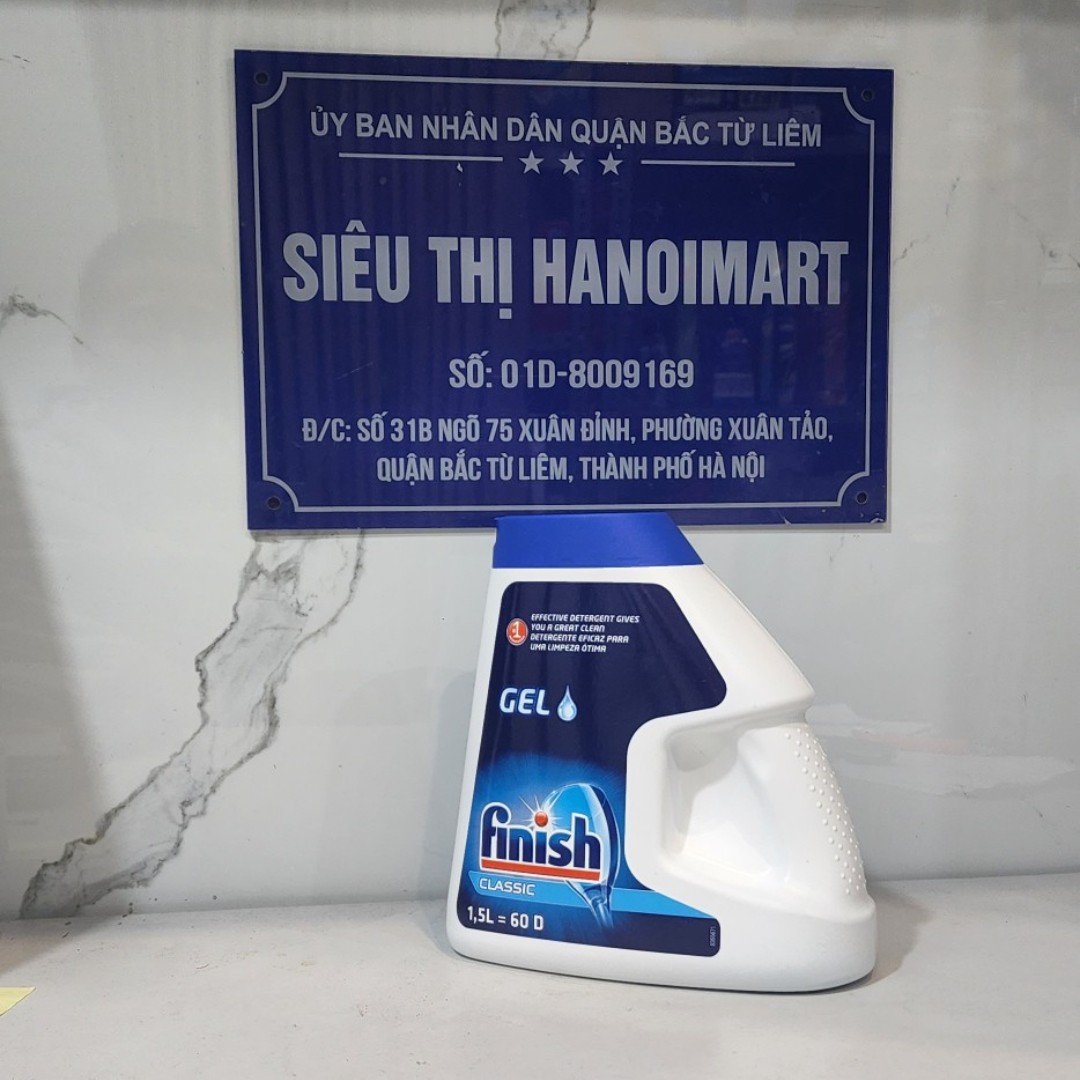 ỦY BAN NHÂN DÂN QUẬN BẮC TỪ LIÊM
SIÊU THỊ HANOIMART
SỐ: 01D-8009169
Đ/C: SỐ 31B NGÕ 75 XUÂN ĐỈNH, PHƯỜNG XUÂN TẢO,
QUẬN BẮC TỪ LIÊM, THÀNH PHỐ HÀ NỘI
1
EFFECTIVE DETERGENT GIVES
YOU A GREAT CLEAN
DETERGENTE EFICAZ PARA
UMA LIMPEZA ÓTIMA
GEL
finish
CLASSIC
1,5L = 60 D